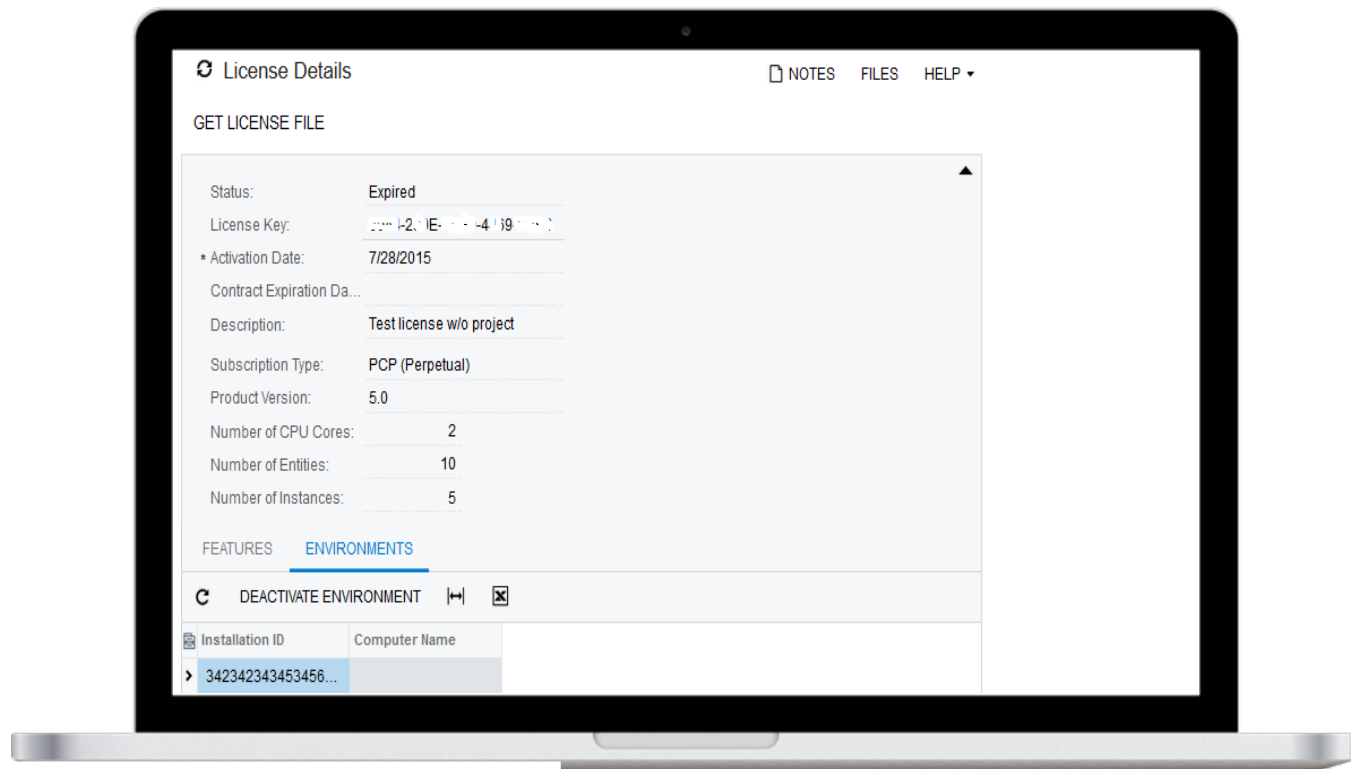 License Details
NOTES FILES HELP
GET LICENSE FILE
Status: Expired
License Key:
* Activation Date: 7/28/2015
Contract Expiration Da...
Description: Test license w/o project
Subscription Type: PCP (Perpetual)
Product Version: 5.0
Number of CPU Cores: 2
Number of Entities: 10
Number of Instances: 5
FEATURES ENVIRONMENTS
DEACTIVATE ENVIRONMENT
Installation ID Computer Name
342342343453456...